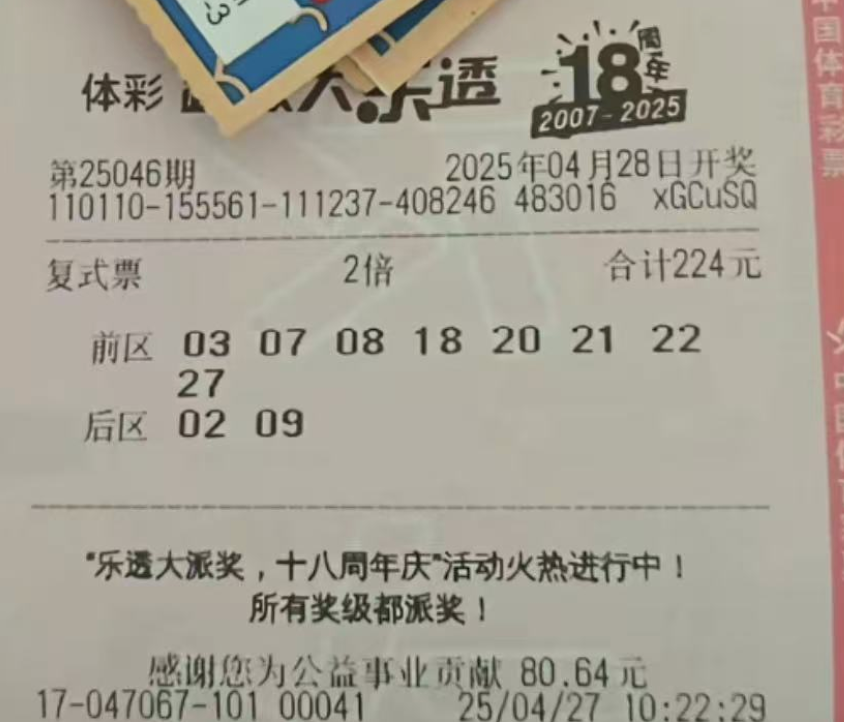 体彩 大乐透 18周年
2007-2025
第25046期 2025年04月28日开奖
110110-155561-111237-408246 483016 xGCuSQ
复式票 2倍 合计224元
前区 03 07 08 18 20 21 22
27
后区 02 09
"乐透大派奖，十八周年庆"活动火热进行中！
所有奖级都派奖！
感谢您为公益事业贡献 80.64元
17-047067-101 00041 25/04/27 10:22:29
中国体育彩票